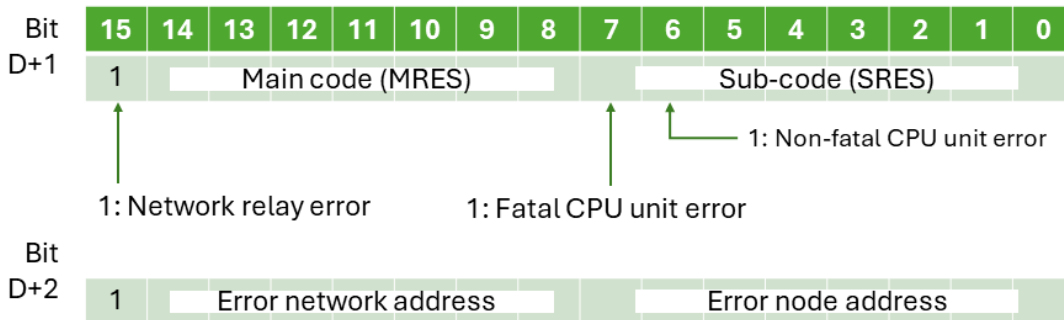 Bit 15 14 13 12 11 10 9 8 7 6 5 4 3 2 1 0
D+1 1 Main code (MRES) Sub-code (SRES)
1: Non-fatal CPU unit error
1: Network relay error 1: Fatal CPU unit error
Bit
D+2 1 Error network address Error node address